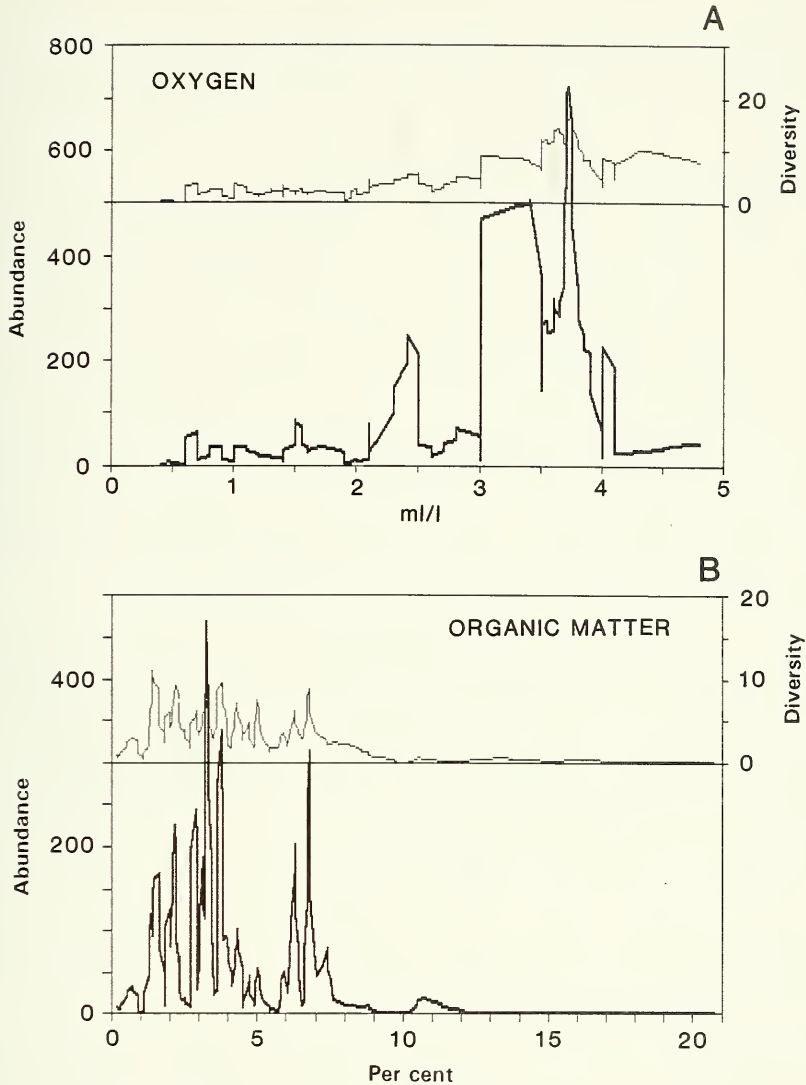 A
OXYGEN
800
600
400
200
0
Abundance
20
0
Diversity
0 1 2 3 4 5
ml/l
B
ORGANIC MATTER
400
200
0
Abundance
20
10
0
Diversity
0 5 10 15 20
Per cent